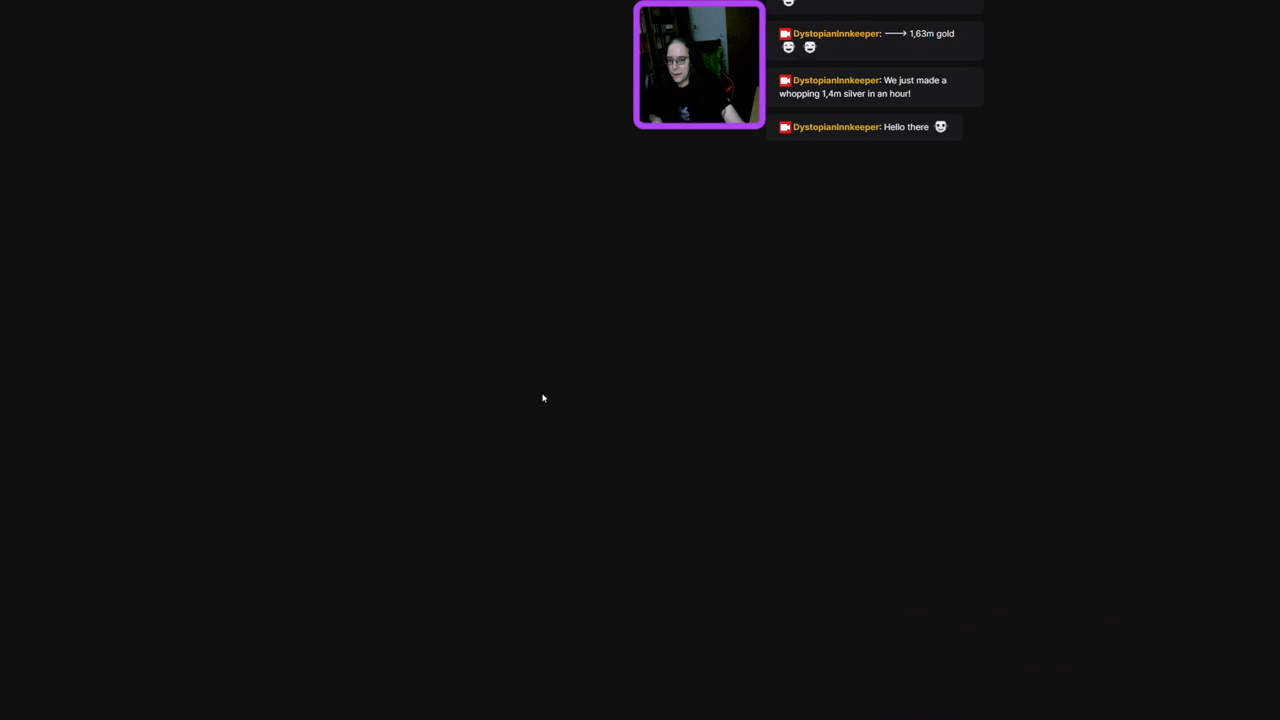 DystopianInnkeeper: ⟶ 1,63m gold
DystopianInnkeeper: We just made a
whopping 1,4m silver in an hour!
DystopianInnkeeper: Hello there